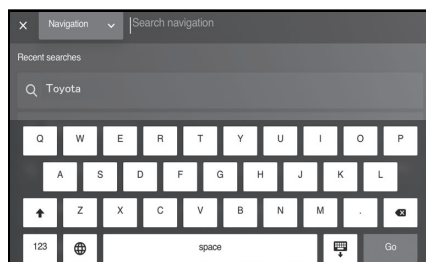 Navigation Search navigation
Recent searches
Toyota
Q W E R T Y U I O P
A S D F G H J K L
Z X C V B N M .
123 space Go